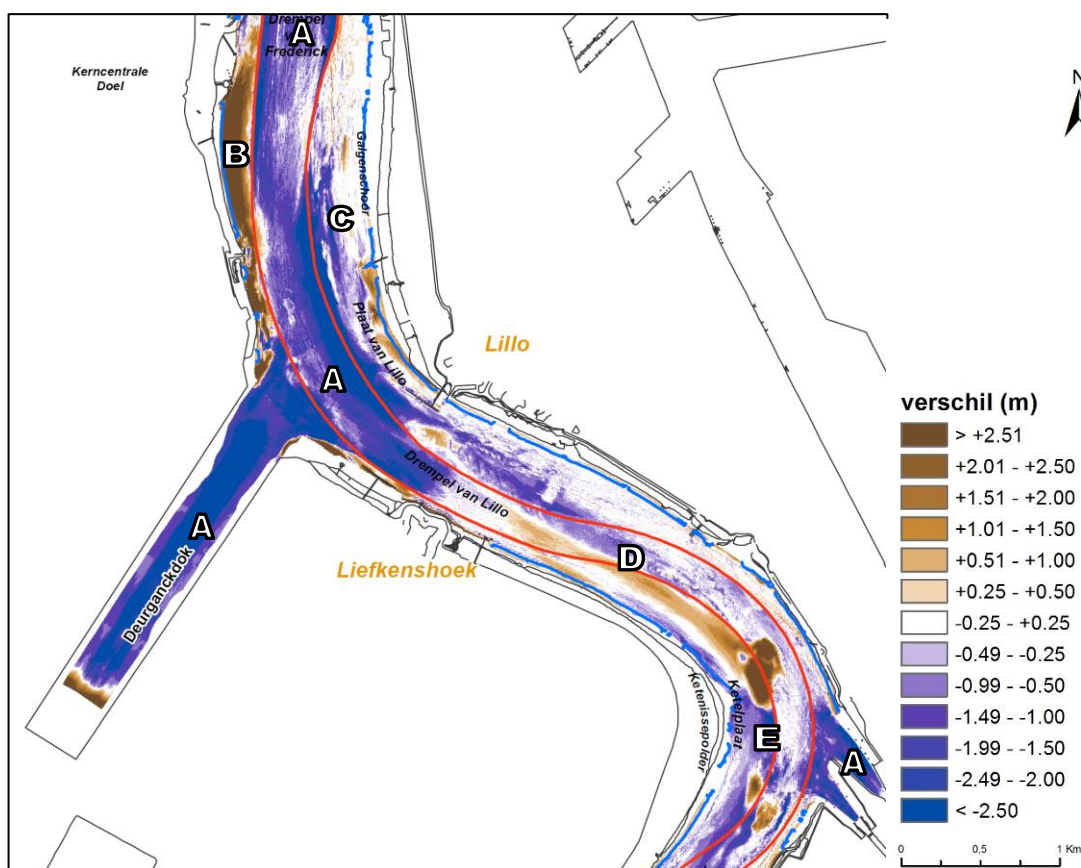 Drempel
A
Frederick
Kerncentrale
Doel
N
B
Galgenschoor
C
Plaat van Lillo
Lillo
A
Drempel van Lillo
Liefkenshoek
A
Deurganckdok
D
Ketenissepolder
Ketelplaat
E
A
verschil (m)
> +2.51
+2.01 - +2.50
+1.51 - +2.00
+1.01 - +1.50
+0.51 - +1.00
+0.25 - +0.50
-0.25 - +0.25
-0.49 - -0.25
-0.99 - -0.50
-1.49 - -1.00
-1.99 - -1.50
-2.49 - -2.00
< -2.50
0 0,5 1 Km